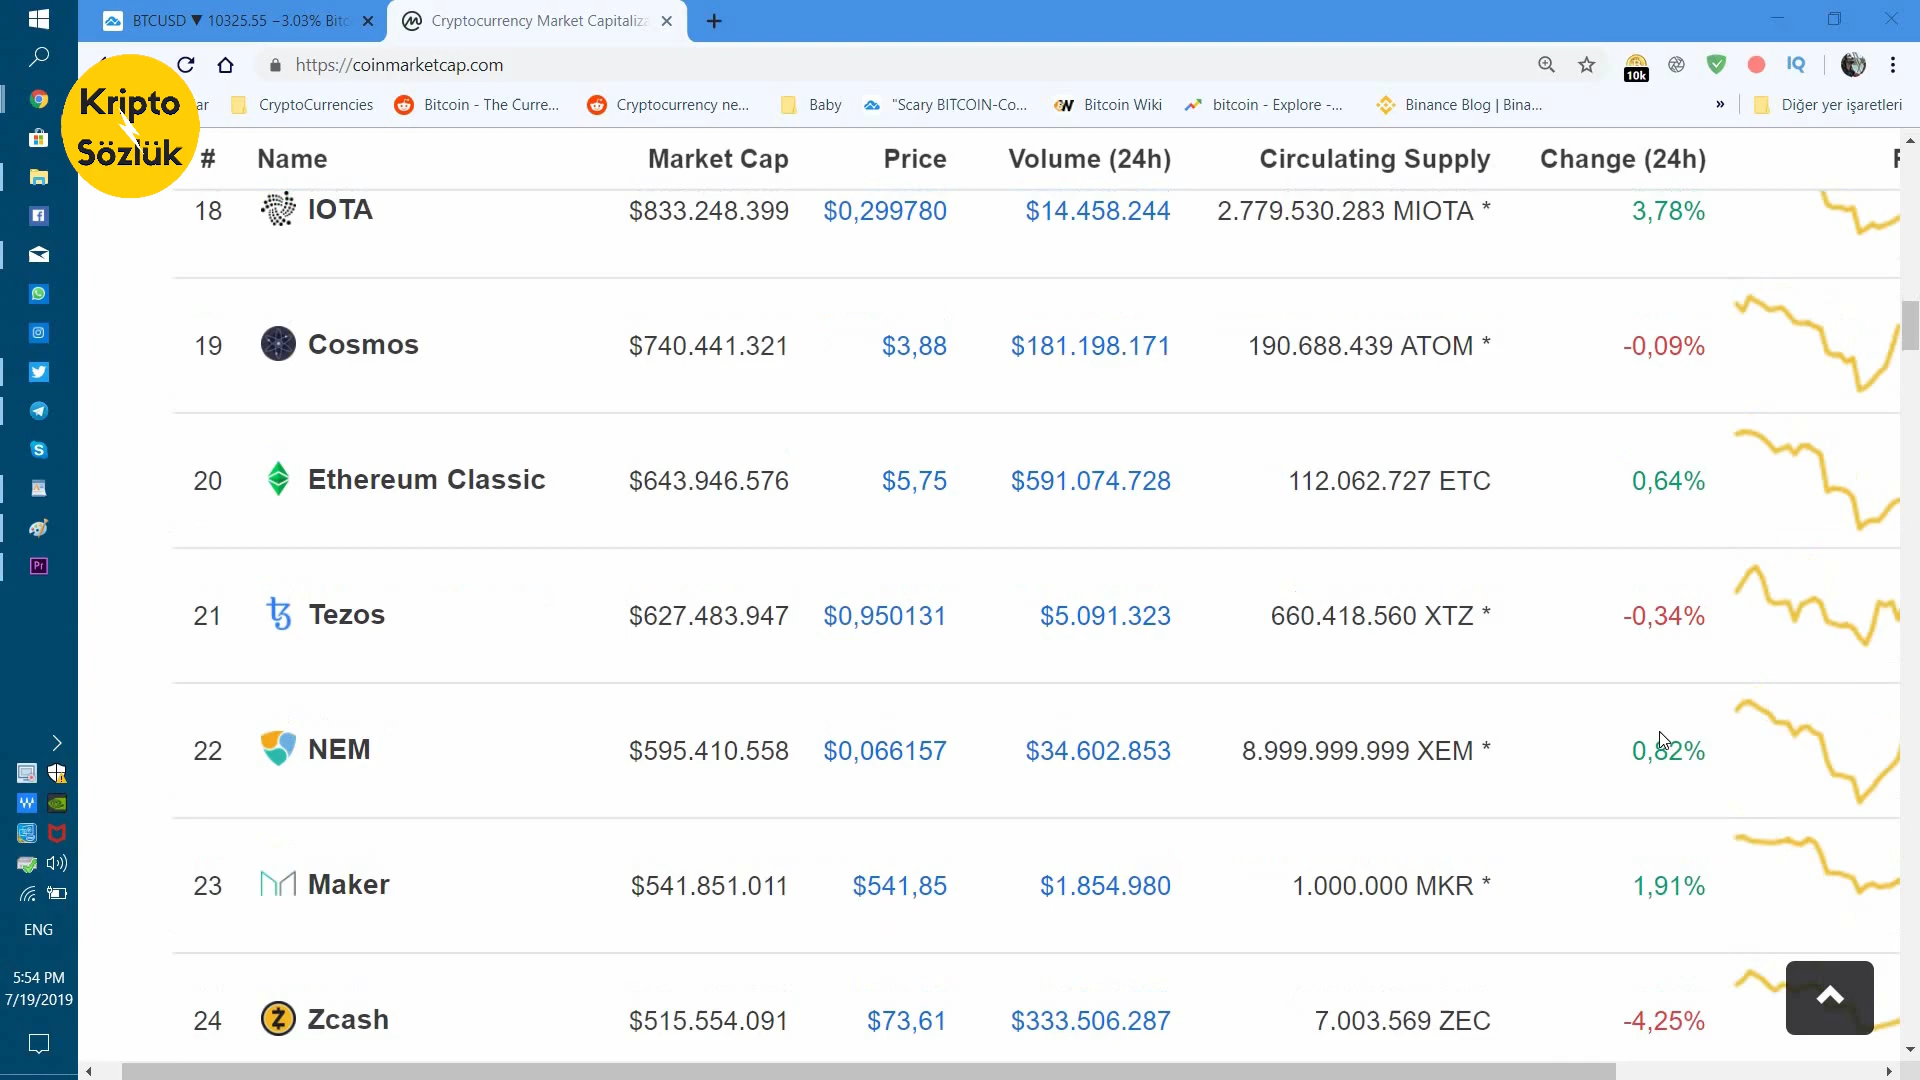 BTCUSD ▼ 10325.55 −3.03% Bitc
Cryptocurrency Market Capitaliza
https://coinmarketcap.com
10k
IQ
ar
CryptoCurrencies
Bitcoin - The Curre...
Cryptocurrency ne...
Baby
"Scary BITCOIN-Co...
Bitcoin Wiki
bitcoin - Explore -...
Binance Blog | Bina...
»
Diğer yer işaretleri
Kripto
Sözlük
# Name Market Cap Price Volume (24h) Circulating Supply Change (24h)
18 IOTA $833.248.399 $0,299780 $14.458.244 2.779.530.283 MIOTA * 3,78%
19 Cosmos $740.441.321 $3,88 $181.198.171 190.688.439 ATOM * -0,09%
20 Ethereum Classic $643.946.576 $5,75 $591.074.728 112.062.727 ETC 0,64%
21 Tezos $627.483.947 $0,950131 $5.091.323 660.418.560 XTZ * -0,34%
22 NEM $595.410.558 $0,066157 $34.602.853 8.999.999.999 XEM * 0,82%
23 Maker $541.851.011 $541,85 $1.854.980 1.000.000 MKR * 1,91%
24 Zcash $515.554.091 $73,61 $333.506.287 7.003.569 ZEC -4,25%
Pr
ENG
5:54 PM
7/19/2019